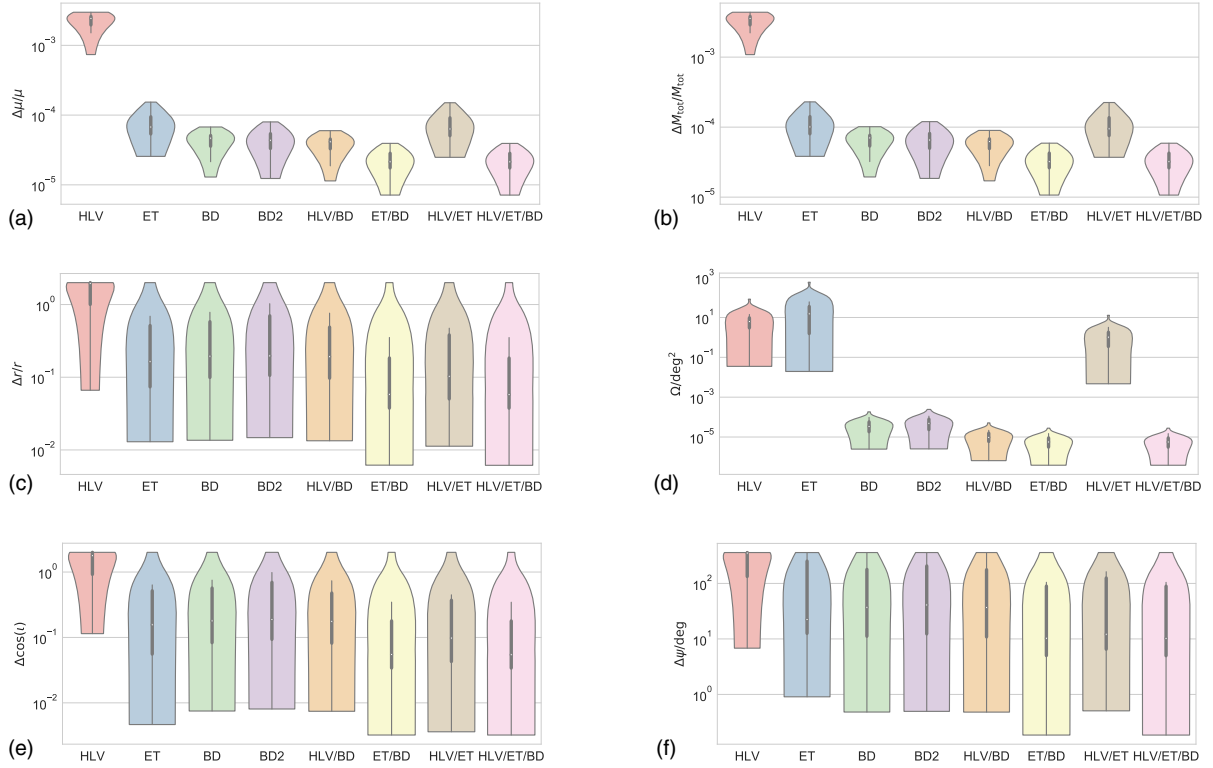 10⁻³
10⁻⁴
10⁻⁵
Δμ/μ
HLV ET BD BD2 HLV/BD ET/BD HLV/ET HLV/ET/BD
(a)
10⁻³
10⁻⁴
10⁻⁵
ΔM_tot/M_tot
HLV ET BD BD2 HLV/BD ET/BD HLV/ET HLV/ET/BD
(b)
10⁰
10⁻¹
10⁻²
Δr/r
HLV ET BD BD2 HLV/BD ET/BD HLV/ET HLV/ET/BD
(c)
10³
10¹
10⁻¹
10⁻³
10⁻⁵
Ω/deg²
HLV ET BD BD2 HLV/BD ET/BD HLV/ET HLV/ET/BD
(d)
10⁰
10⁻¹
10⁻²
Δcos(ι)
HLV ET BD BD2 HLV/BD ET/BD HLV/ET HLV/ET/BD
(e)
10²
10¹
10⁰
Δψ/deg
HLV ET BD BD2 HLV/BD ET/BD HLV/ET HLV/ET/BD
(f)